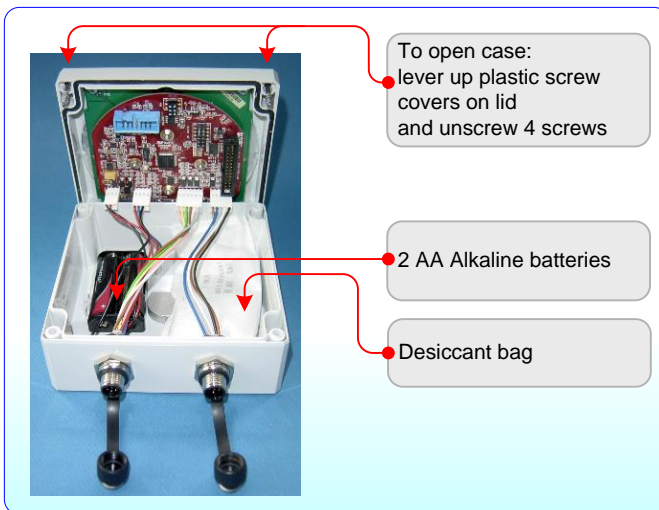 To open case:
lever up plastic screw
covers on lid
and unscrew 4 screws
2 AA Alkaline batteries
Desiccant bag